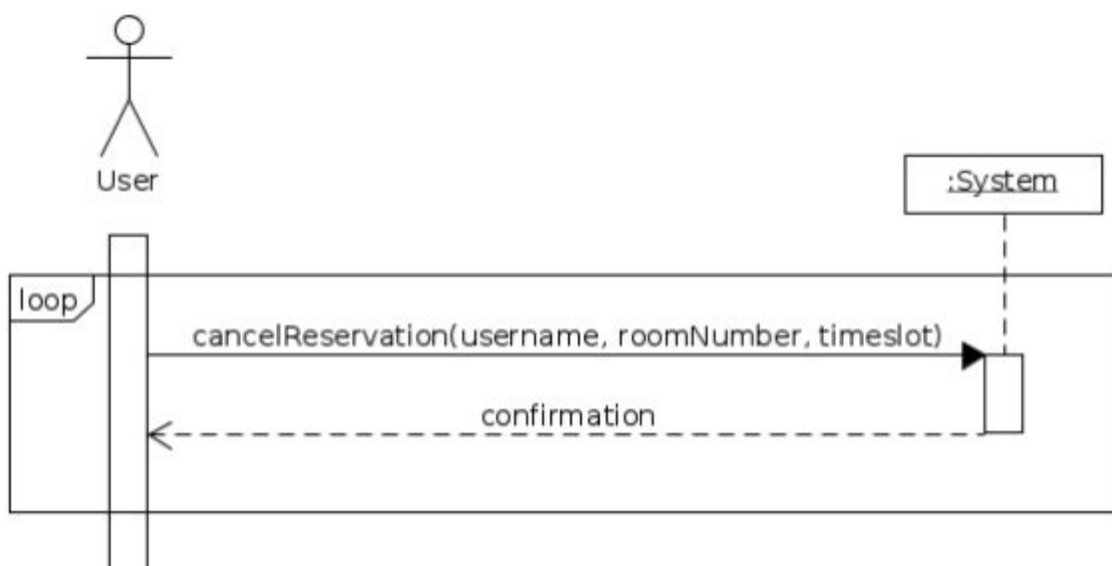 User
:System
loop
cancelReservation(username, roomNumber, timeslot)
confirmation